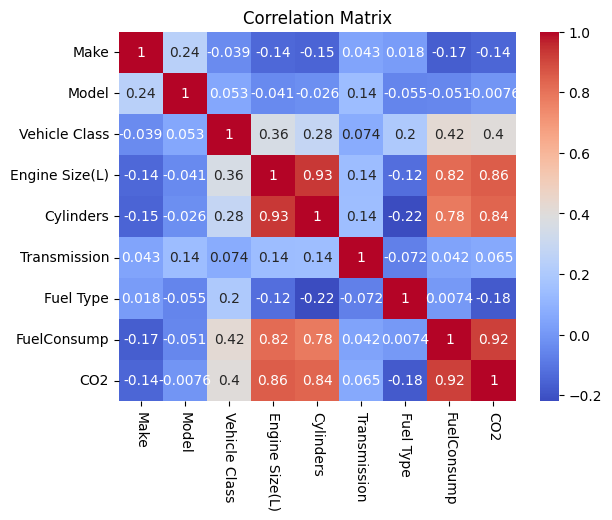 Correlation Matrix
Make 1 0.24 -0.039 -0.14 -0.15 0.043 0.018 -0.17 -0.14
Model 0.24 1 0.053 -0.041 -0.026 0.14 -0.055 -0.051 -0.0076
Vehicle Class -0.039 0.053 1 0.36 0.28 0.074 0.2 0.42 0.4
Engine Size(L) -0.14 -0.041 0.36 1 0.93 0.14 -0.12 0.82 0.86
Cylinders -0.15 -0.026 0.28 0.93 1 0.14 -0.22 0.78 0.84
Transmission 0.043 0.14 0.074 0.14 0.14 1 -0.072 0.042 0.065
Fuel Type 0.018 -0.055 0.2 -0.12 -0.22 -0.072 1 0.0074 -0.18
FuelConsump -0.17 -0.051 0.42 0.82 0.78 0.042 0.0074 1 0.92
CO2 -0.14 -0.0076 0.4 0.86 0.84 0.065 -0.18 0.92 1
Make
Model
Vehicle Class
Engine Size(L)
Cylinders
Transmission
Fuel Type
FuelConsump
CO2
1.0
0.8
0.6
0.4
0.2
0.0
−0.2